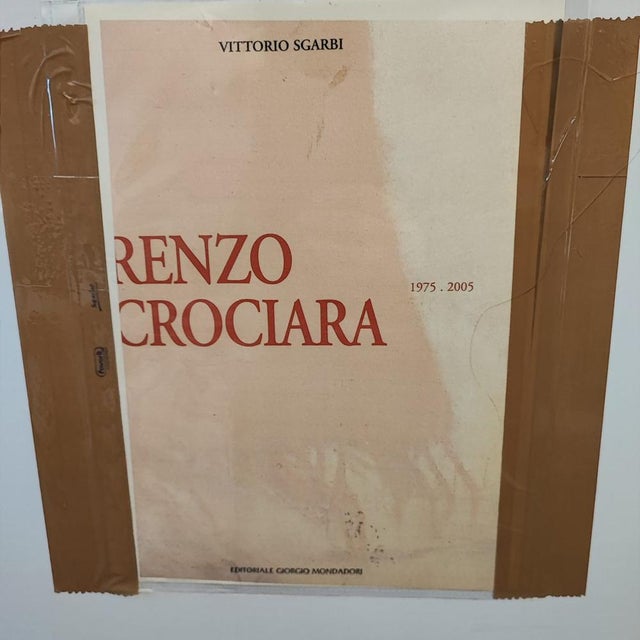 VITTORIO SGARBI
RENZO
1975 . 2005
CROCIARA
EDITORIALE GIORGIO MONDADORI